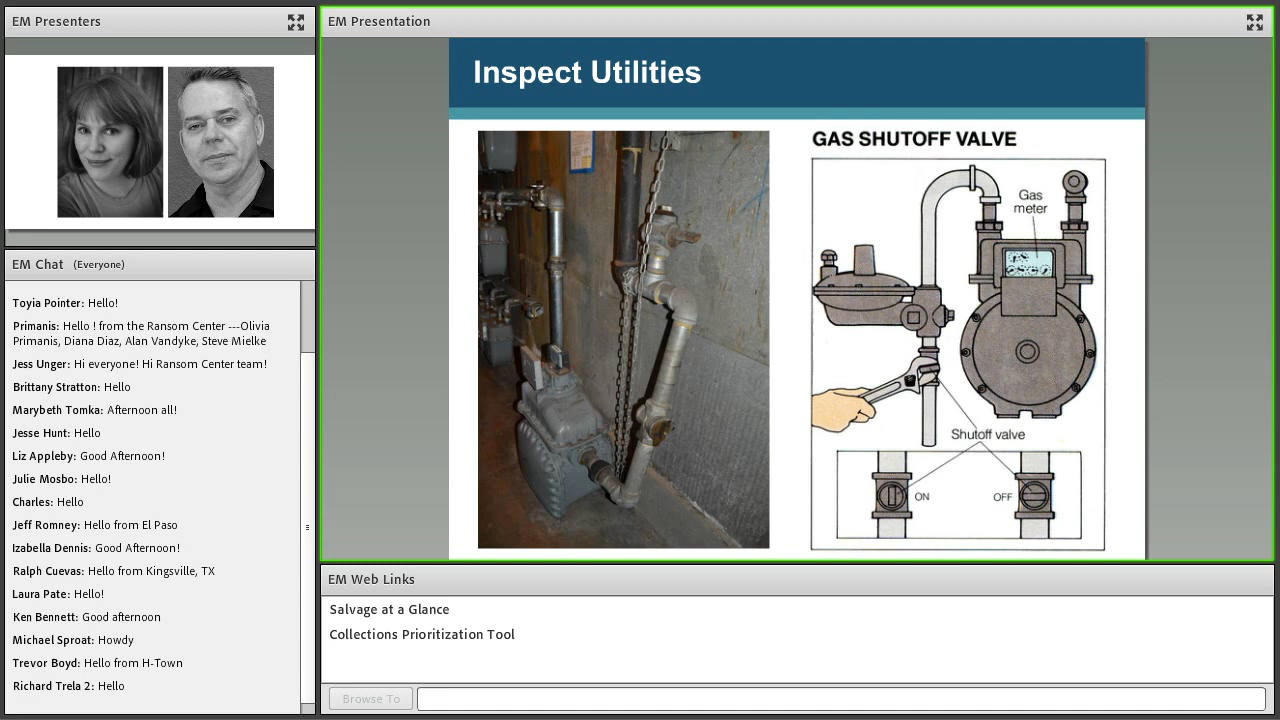 EM Presenters
EM Chat (Everyone)
Toyia Pointer: Hello!
Primanis: Hello ! from the Ransom Center ---Olivia
Primanis, Diana Diaz, Alan Vandyke, Steve Mielke
Jess Unger: Hi everyone! Hi Ransom Center team!
Brittany Stratton: Hello
Marybeth Tomka: Afternoon all!
Jesse Hunt: Hello
Liz Appleby: Good Afternoon!
Julie Mosbo: Hello!
Charles: Hello
Jeff Romney: Hello from El Paso
Izabella Dennis: Good Afternoon!
Ralph Cuevas: Hello from Kingsville, TX
Laura Pate: Hello!
Ken Bennett: Good afternoon
Michael Sproat: Howdy
Trevor Boyd: Hello from H-Town
Richard Trela 2: Hello
EM Presentation
Inspect Utilities
GAS SHUTOFF VALVE
Gas
meter
Shutoff valve
ON
OFF
EM Web Links
Salvage at a Glance
Collections Prioritization Tool
Browse To